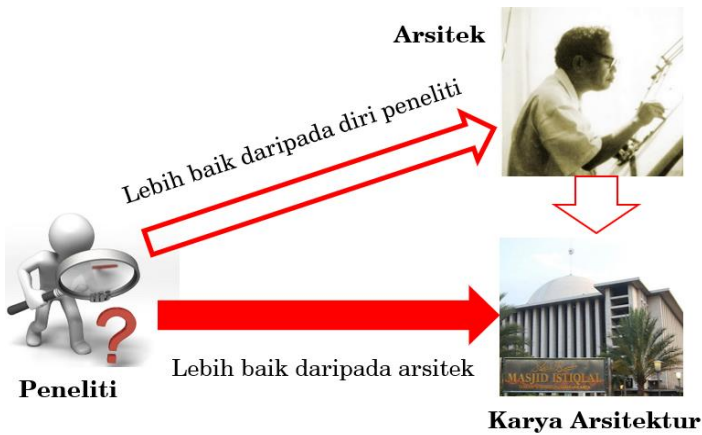 Arsitek
Lebih baik daripada diri peneliti
Lebih baik daripada arsitek
Peneliti
MASJID ISTIQLAL
Karya Arsitektur